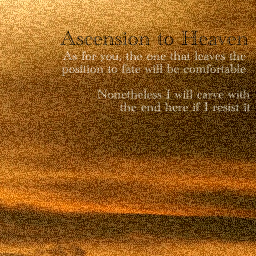 Ascension to Heaven
As for you, the one that leaves the
position to fate will be comfortable
Nonetheless I will carve with
the end here if I resist it